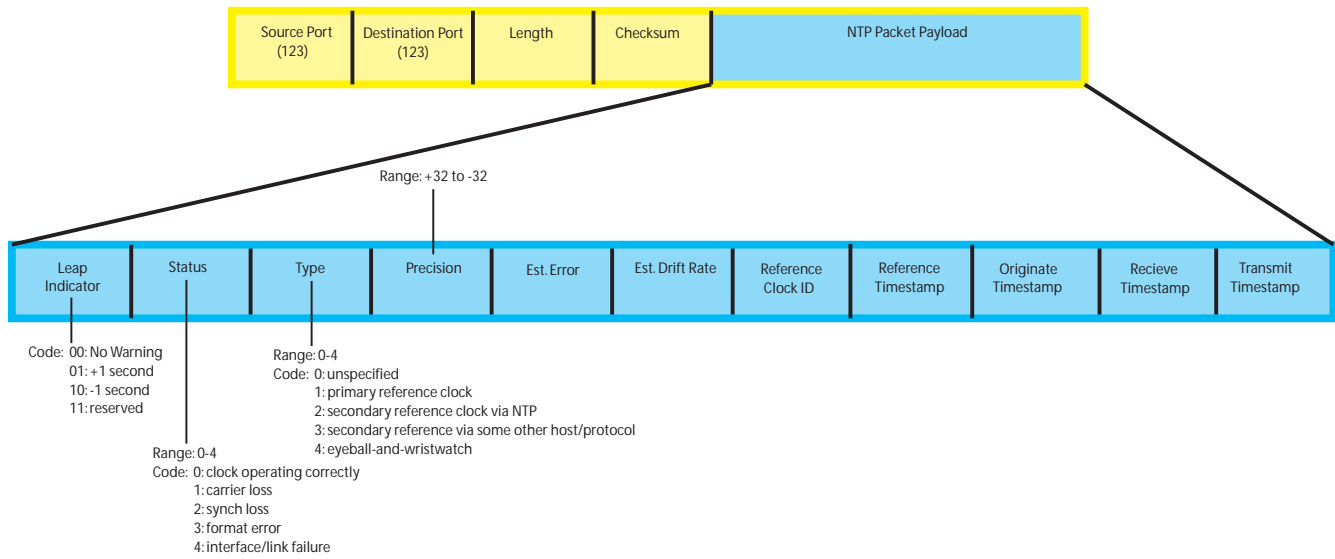 Source Port
(123)
Destination Port
(123)
Length
Checksum
NTP Packet Payload
Range: +32 to -32
Leap
Indicator
Status
Type
Precision
Est. Error
Est. Drift Rate
Reference
Clock ID
Reference
Timestamp
Originate
Timestamp
Recieve
Timestamp
Transmit
Timestamp
Code: 00: No Warning
01: +1 second
10: -1 second
11: reserved
Range: 0-4
Code: 0: clock operating correctly
1: carrier loss
2: synch loss
3: format error
4: interface/link failure
Range: 0-4
Code: 0: unspecified
1: primary reference clock
2: secondary reference clock via NTP
3: secondary reference via some other host/protocol
4: eyeball-and-wristwatch